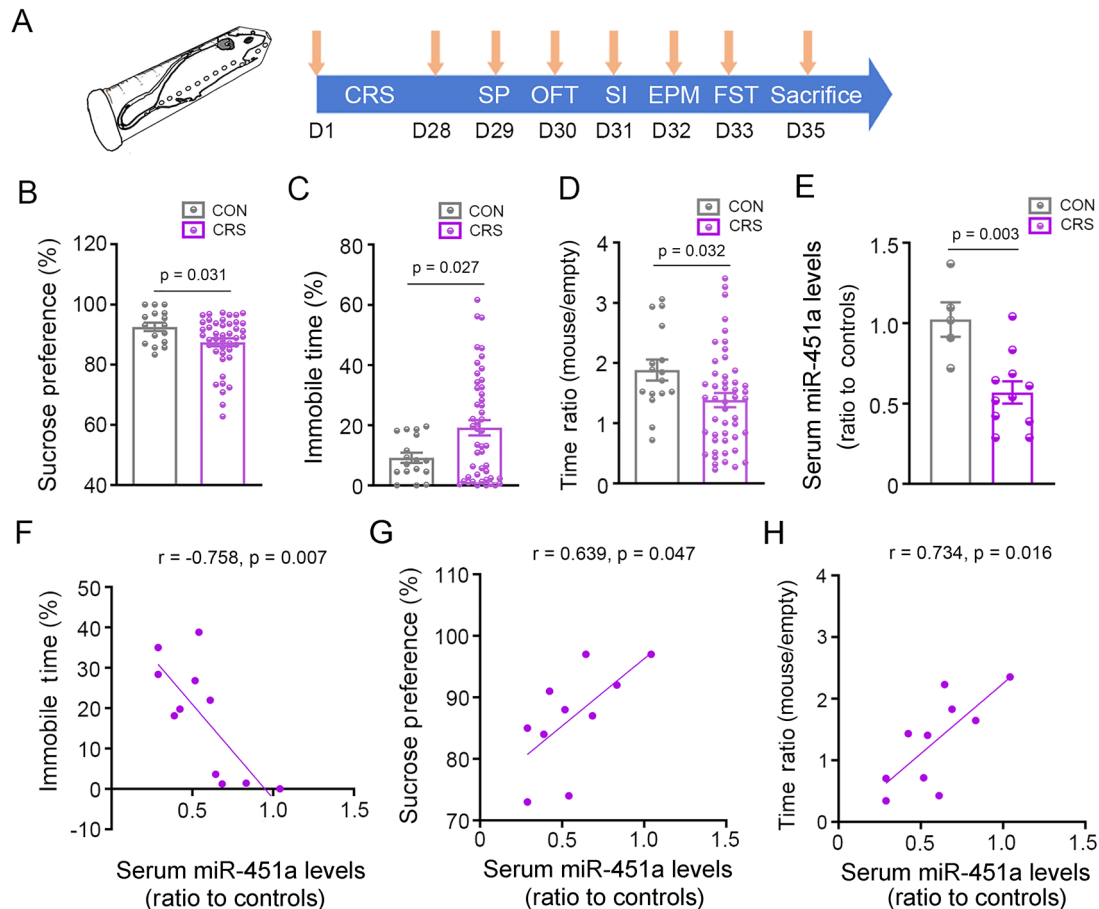 A
CRS SP OFT SI EPM FST Sacrifice
D1 D28 D29 D30 D31 D32 D33 D35
B
CON
CRS
Sucrose preference (%)
120
100
80
60
40
p = 0.031
C
CON
CRS
Immobile time (%)
80
60
40
20
0
p = 0.027
D
CON
CRS
Time ratio (mouse/empty)
4
3
2
1
0
p = 0.032
E
CON
CRS
Serum miR-451a levels
(ratio to controls)
1.5
1.0
0.5
0
p = 0.003
F
r = -0.758, p = 0.007
Immobile time (%)
50
40
30
20
10
0
-10
0.5 1.0 1.5
Serum miR-451a levels
(ratio to controls)
G
r = 0.639, p = 0.047
Sucrose preference (%)
110
100
90
80
70
0 0.5 1.0 1.5
Serum miR-451a levels
(ratio to controls)
H
r = 0.734, p = 0.016
Time ratio (mouse/empty)
4
3
2
1
0
0 0.5 1.0 1.5
Serum miR-451a levels
(ratio to controls)